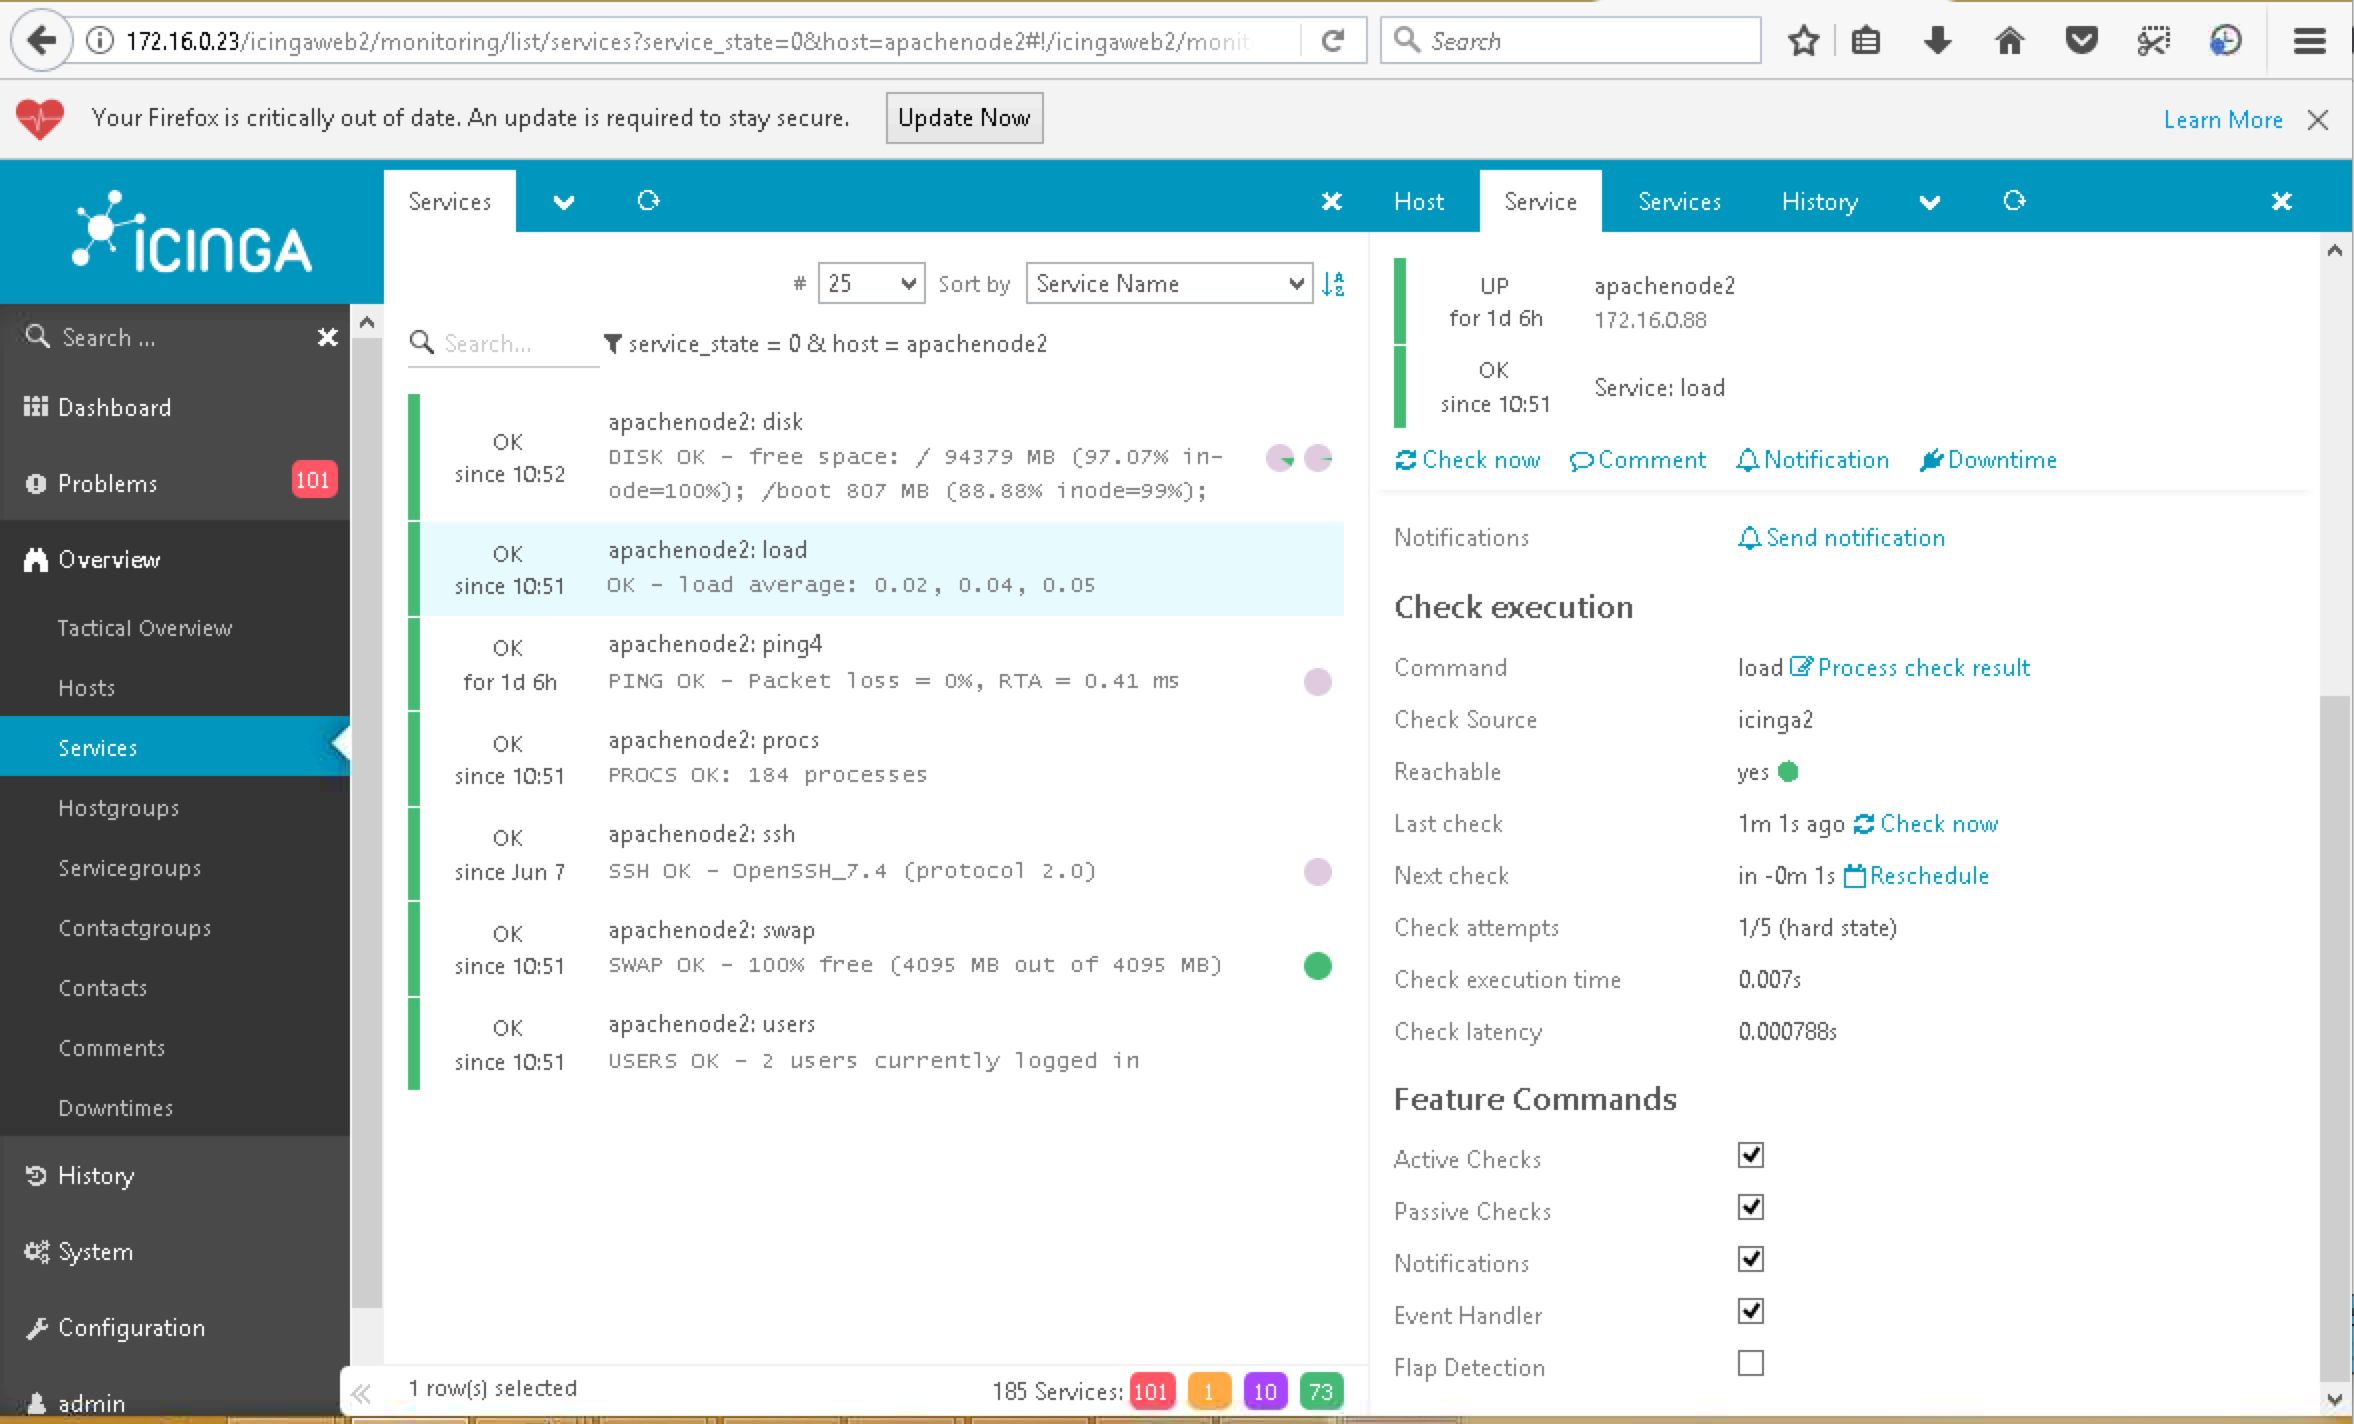 172.16.0.23/icingaweb2/monitoring/list/services?service_state=0&host=apachenode2#!/icingaweb2/monit
Search
Your Firefox is critically out of date. An update is required to stay secure.
Update Now
Learn More
ICINGA
Services
Host
Service
Services
History
Search ...
Dashboard
Problems
101
Overview
Tactical Overview
Hosts
Services
Hostgroups
Servicegroups
Contactgroups
Contacts
Comments
Downtimes
History
System
Configuration
admin
# 25 Sort by Service Name
Search... service_state = 0 & host = apachenode2
OK
since 10:52
apachenode2: disk
DISK OK - free space: / 94379 MB (97.07% in-
ode=100%); /boot 807 MB (88.88% inode=99%);
OK
since 10:51
apachenode2: load
OK - load average: 0.02, 0.04, 0.05
OK
for 1d 6h
apachenode2: ping4
PING OK - Packet loss = 0%, RTA = 0.41 ms
OK
since 10:51
apachenode2: procs
PROCS OK: 184 processes
OK
since Jun 7
apachenode2: ssh
SSH OK - OpenSSH_7.4 (protocol 2.0)
OK
since 10:51
apachenode2: swap
SWAP OK - 100% free (4095 MB out of 4095 MB)
OK
since 10:51
apachenode2: users
USERS OK - 2 users currently logged in
1 row(s) selected
185 Services: 101 1 10 73
UP
for 1d 6h
apachenode2
172.16.0.88
OK
since 10:51
Service: load
Check now Comment Notification Downtime
Notifications Send notification
Check execution
Command load Process check result
Check Source icinga2
Reachable yes
Last check 1m 1s ago Check now
Next check in -0m 1s Reschedule
Check attempts 1/5 (hard state)
Check execution time 0.007s
Check latency 0.000788s
Feature Commands
Active Checks
Passive Checks
Notifications
Event Handler
Flap Detection